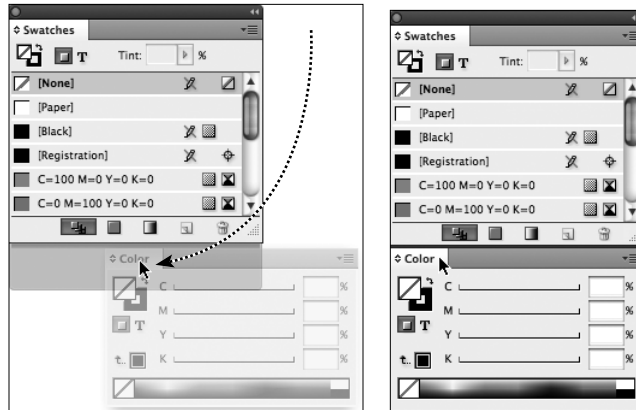 Swatches
T Tint: %
[None]
[Paper]
[Black]
[Registration]
C=100 M=0 Y=0 K=0
C=0 M=100 Y=0 K=0
Color
C %
M %
T
Y %
K %
Swatches
T Tint: %
[None]
[Paper]
[Black]
[Registration]
C=100 M=0 Y=0 K=0
C=0 M=100 Y=0 K=0
Color
C %
M %
T
Y %
K %